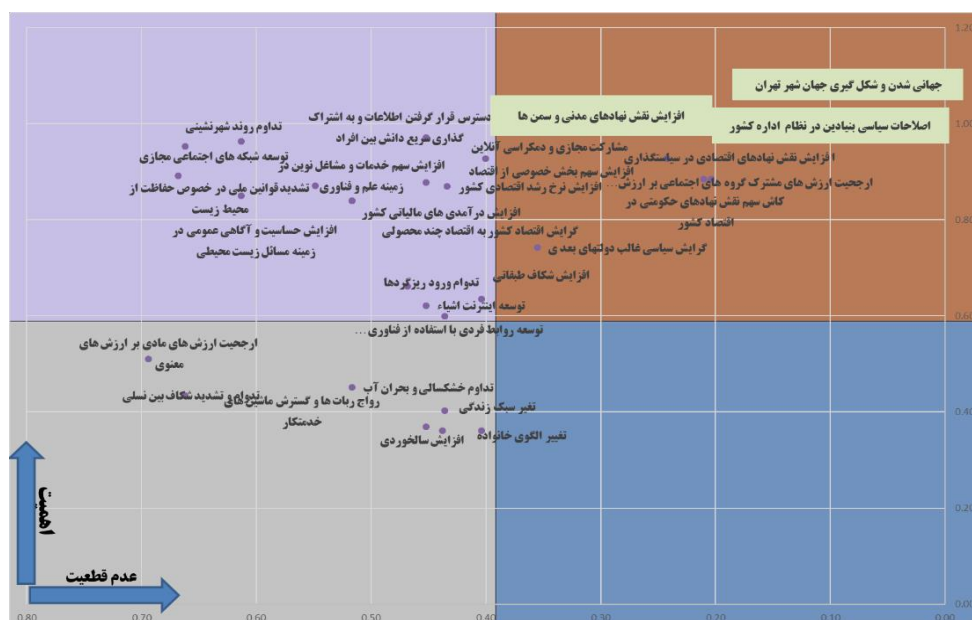 1.20
جهانی شدن و شکل گیری جهان شهر تهران
افزایش نقش نهادهای مدنی و سمن ها
اصلاحات سیاسی بنیادین در نظام اداره کشور
1.00
دسترس قرار گرفتن اطلاعات و به اشتراک
گذاری سریع دانش بین افراد
تداوم روند شهرنشینی
مشارکت مجازی و دمکراسی آنلاین
افزایش نقش نهادهای اقتصادی در سیاستگذاری
توسعه شبکه های اجتماعی مجازی
افزایش سهم خدمات و مشاغل نوین در
زمینه علم و فناوری
افزایش سهم بخش خصوصی از اقتصاد
ارجحیت ارزش های مشترک گروه های اجتماعی بر ارزش...
تشدید قوانین ملی در خصوص حفاظت از
محیط زیست
افزایش نرخ رشد اقتصادی کشور
کاش سهم نقش نهادهای حکومتی در
اقتصاد کشور
0.80
افزایش درآمدی های مالیاتی کشور
افزایش حساسیت و آگاهی عمومی در
زمینه مسائل زیست محیطی
گرایش اقتصاد کشور به اقتصاد چند محصولی
گرایش سیاسی غالب دولتهای بعدی
افزایش شکاف طبقاتی
تدوام ورود ریزگردها
توسعه اینترنت اشیاء
0.60
توسعه روابط فردی با استفاده از فناوری...
ارجحیت ارزش های مادی بر ارزش های
معنوی
تداوم خشکسالی و بحران آب
تدوام و تشدید شکاف بین نسلی
رواج ربات ها و گسترش ماشین های
خدمتکار
0.40
تغیر سبک زندگی
افزایش سالخوردی
تغییر الگوی خانواده
اهمیت
0.20
عدم قطعیت
0.00
0.80 0.70 0.60 0.50 0.40 0.30 0.20 0.10 0.00